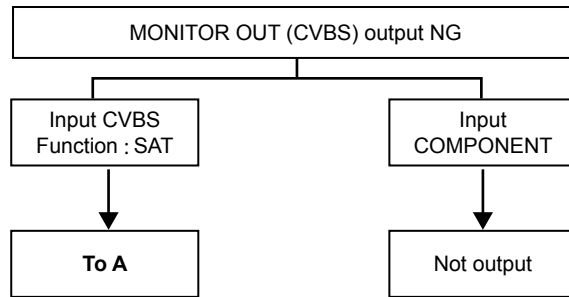 MONITOR OUT (CVBS) output NG
Input CVBS
Function : SAT
Input
COMPONENT
To A
Not output